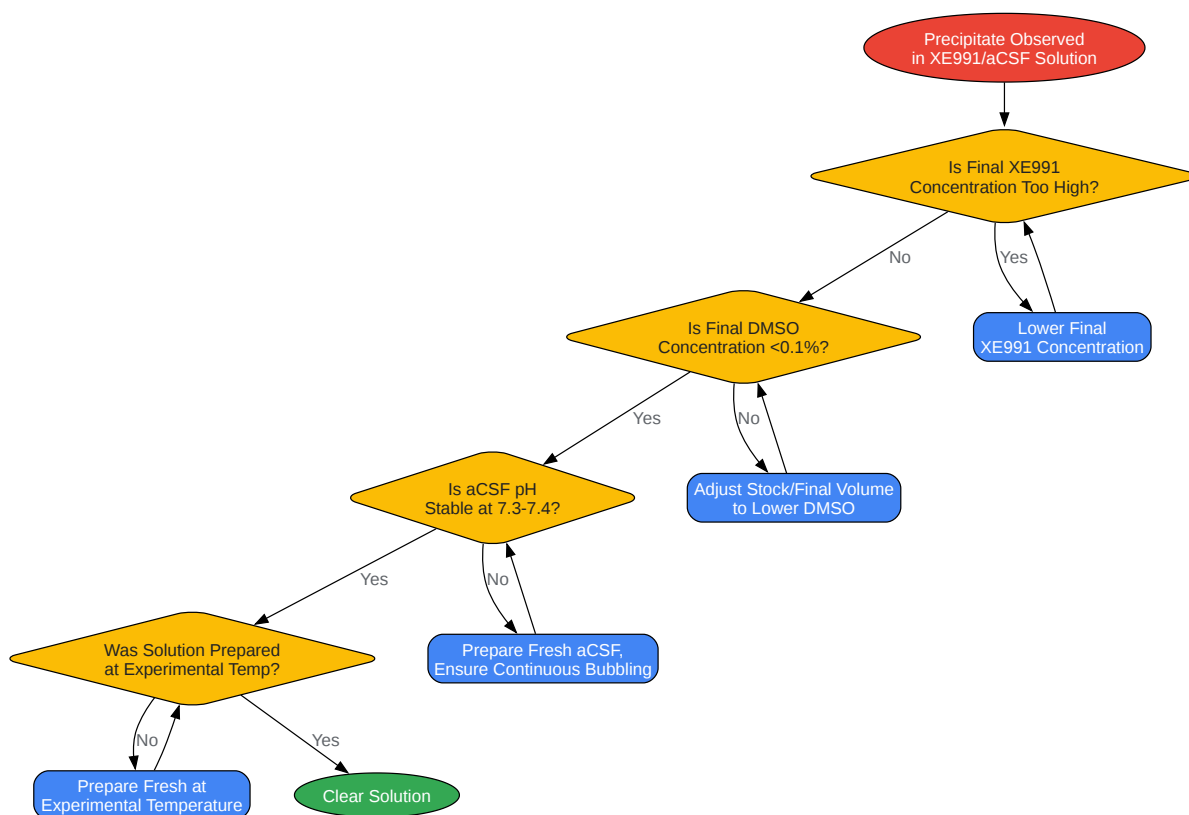 Precipitate Observed
in XE991/aCSF Solution
Is Final XE991
Concentration Too High?
No
Yes
Is Final DMSO
Concentration <0.1%?
Lower Final
XE991 Concentration
Yes
No
Is aCSF pH
Stable at 7.3-7.4?
Adjust Stock/Final Volume
to Lower DMSO
Yes
No
Was Solution Prepared
at Experimental Temp?
Prepare Fresh aCSF,
Ensure Continuous Bubbling
No
Yes
Prepare Fresh at
Experimental Temperature
Clear Solution